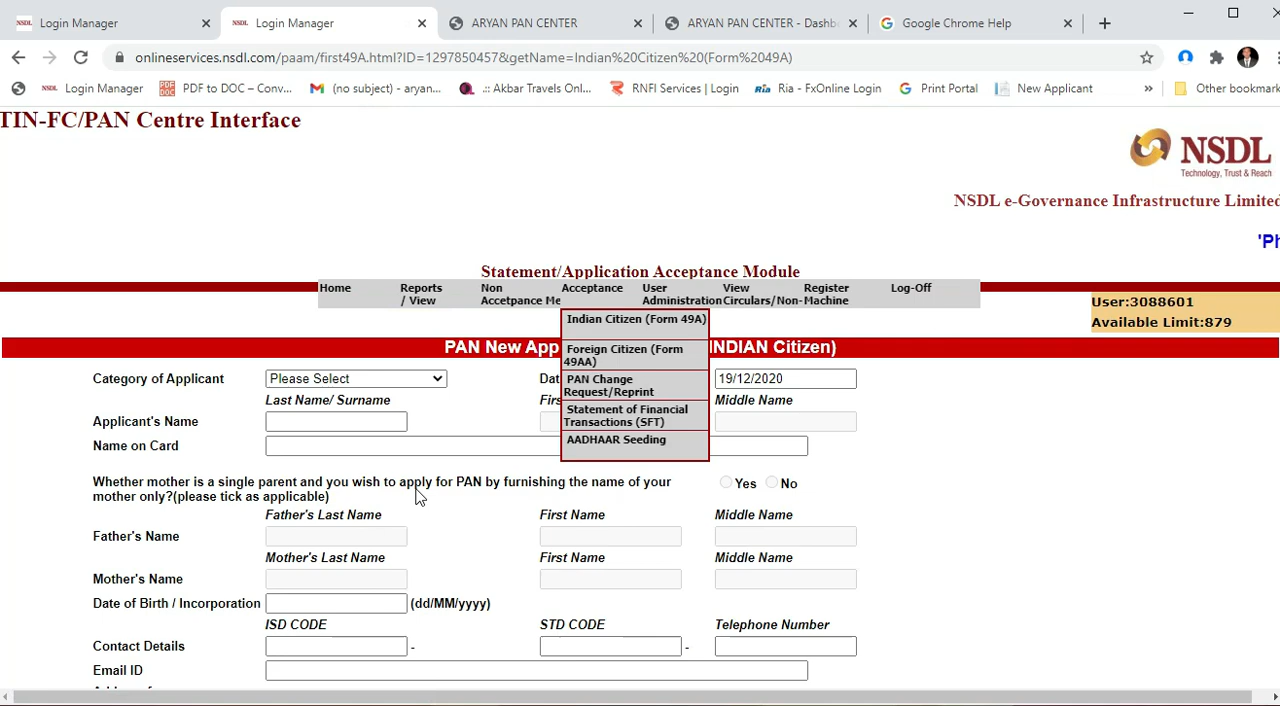 Login Manager
Login Manager
ARYAN PAN CENTER
ARYAN PAN CENTER - Dashb
Google Chrome Help
onlineservices.nsdl.com/paam/first49A.html?ID=1297850457&getName=Indian%20Citizen%20(Form%2049A)
NSDL Login Manager
PDF to DOC – Conv...
(no subject) - aryan...
.:: Akbar Travels Onl...
RNFI Services | Login
Ria Ria - FxOnline Login
Print Portal
New Applicant
»
Other bookmark
TIN-FC/PAN Centre Interface
NSDL
Technology, Trust & Reach
NSDL e-Governance Infrastructure Limited
'Ph
Statement/Application Acceptance Module
Home
Reports / View
Non Accetpance Me
Acceptance
User Administration
View Circulars/Non-
Register Machine
Log-Off
User:3088601
Available Limit:879
Indian Citizen (Form 49A)
Foreign Citizen (Form
49AA)
PAN Change
Request/Reprint
Statement of Financial
Transactions (SFT)
AADHAAR Seeding
PAN New App INDIAN Citizen)
Category of Applicant Please Select Dat 19/12/2020
Last Name/ Surname Firs Middle Name
Applicant's Name
Name on Card
Whether mother is a single parent and you wish to apply for PAN by furnishing the name of your
mother only?(please tick as applicable) Yes No
Father's Last Name First Name Middle Name
Father's Name
Mother's Last Name First Name Middle Name
Mother's Name
Date of Birth / Incorporation (dd/MM/yyyy)
ISD CODE STD CODE Telephone Number
Contact Details - -
Email ID